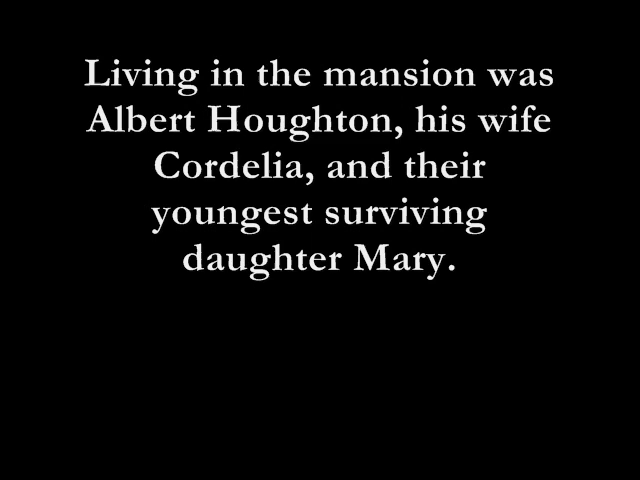 Living in the mansion was
Albert Houghton, his wife
Cordelia, and their
youngest surviving
daughter Mary.